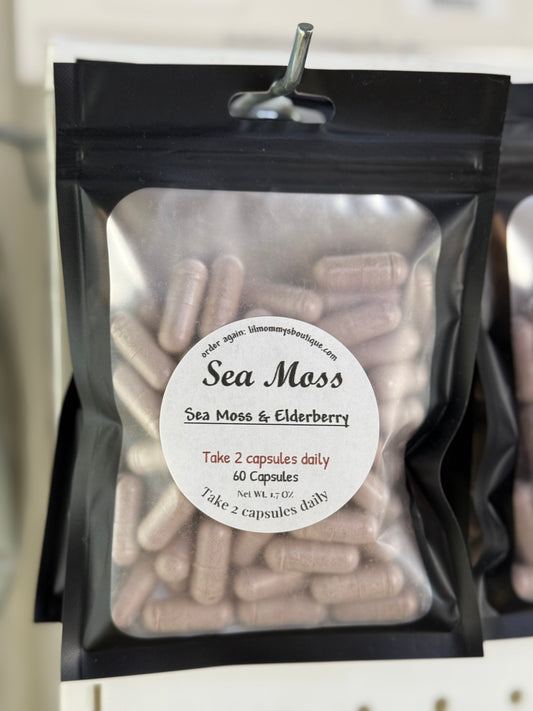 order again: lilmommysboutique.com
Sea Moss
Sea Moss & Elderberry
Take 2 capsules daily
60 Capsules
Net Wt. 1.7 OZ
Take 2 capsules daily